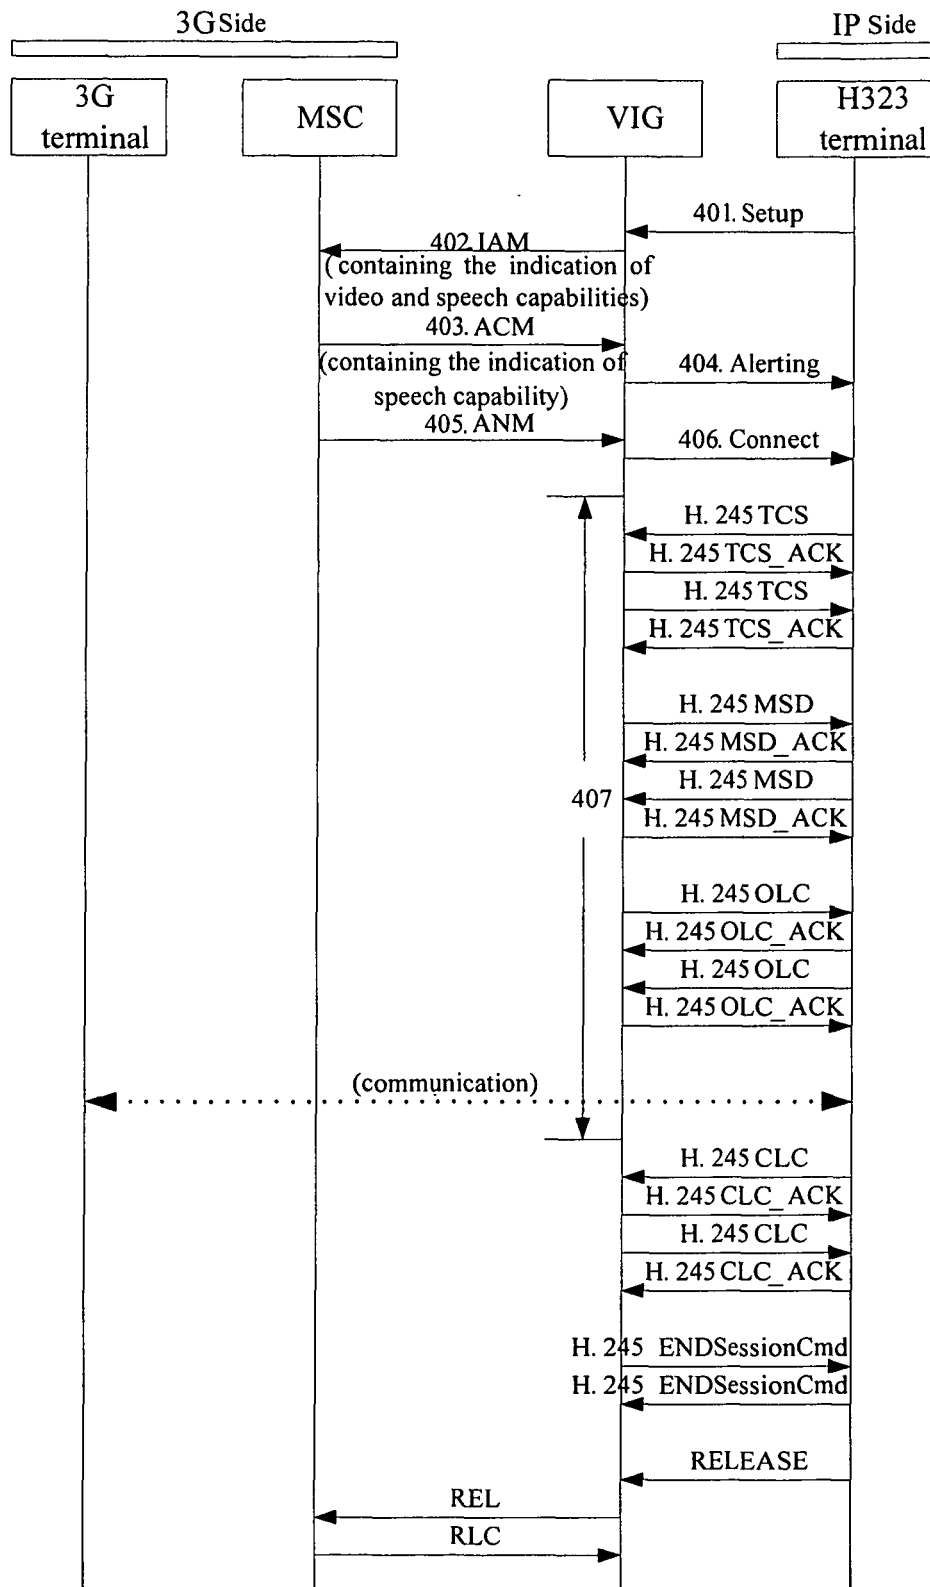 3G Side
IP Side
3G
terminal
MSC
VIG
H323
terminal
401. Setup
402. IAM
(containing the indication of
video and speech capabilities)
403. ACM
(containing the indication of
speech capability)
404. Alerting
405. ANM
406. Connect
H. 245 TCS
H. 245 TCS_ACK
H. 245 TCS
H. 245 TCS_ACK
H. 245 MSD
H. 245 MSD_ACK
407
H. 245 MSD
H. 245 MSD_ACK
H. 245 OLC
H. 245 OLC_ACK
H. 245 OLC
H. 245 OLC_ACK
(communication)
H. 245 CLC
H. 245 CLC_ACK
H. 245 CLC
H. 245 CLC_ACK
H. 245 ENDSessionCmd
H. 245 ENDSessionCmd
RELEASE
REL
RLC